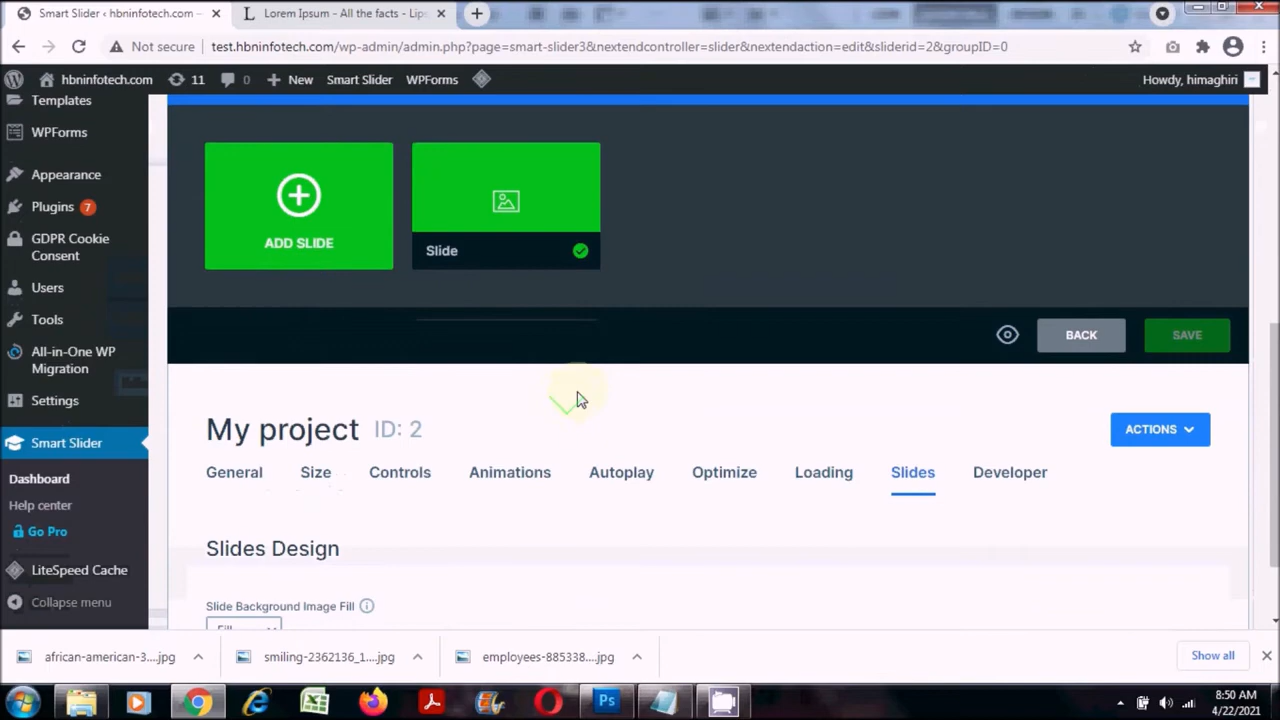 Smart Slider ‹ hbninfotech.com —
Lorem Ipsum - All the facts - Lips
Not secure
test.hbninfotech.com/wp-admin/admin.php?page=smart-slider3&nextendcontroller=slider&nextendaction=edit&sliderid=2&groupID=0
hbninfotech.com
11
0
New
Smart Slider
WPForms
Howdy, himaghiri
Templates
WPForms
Appearance
Plugins 7
GDPR Cookie
Consent
Users
Tools
All-in-One WP
Migration
Settings
Smart Slider
Dashboard
Help center
Go Pro
LiteSpeed Cache
Collapse menu
ADD SLIDE
Slide
BACK
SAVE
My project ID: 2
ACTIONS
General
Size
Controls
Animations
Autoplay
Optimize
Loading
Slides
Developer
Slides Design
Slide Background Image Fill
Fill
african-american-3....jpg
smiling-2362136_1....jpg
employees-885338...jpg
Show all
8:50 AM
4/22/2021